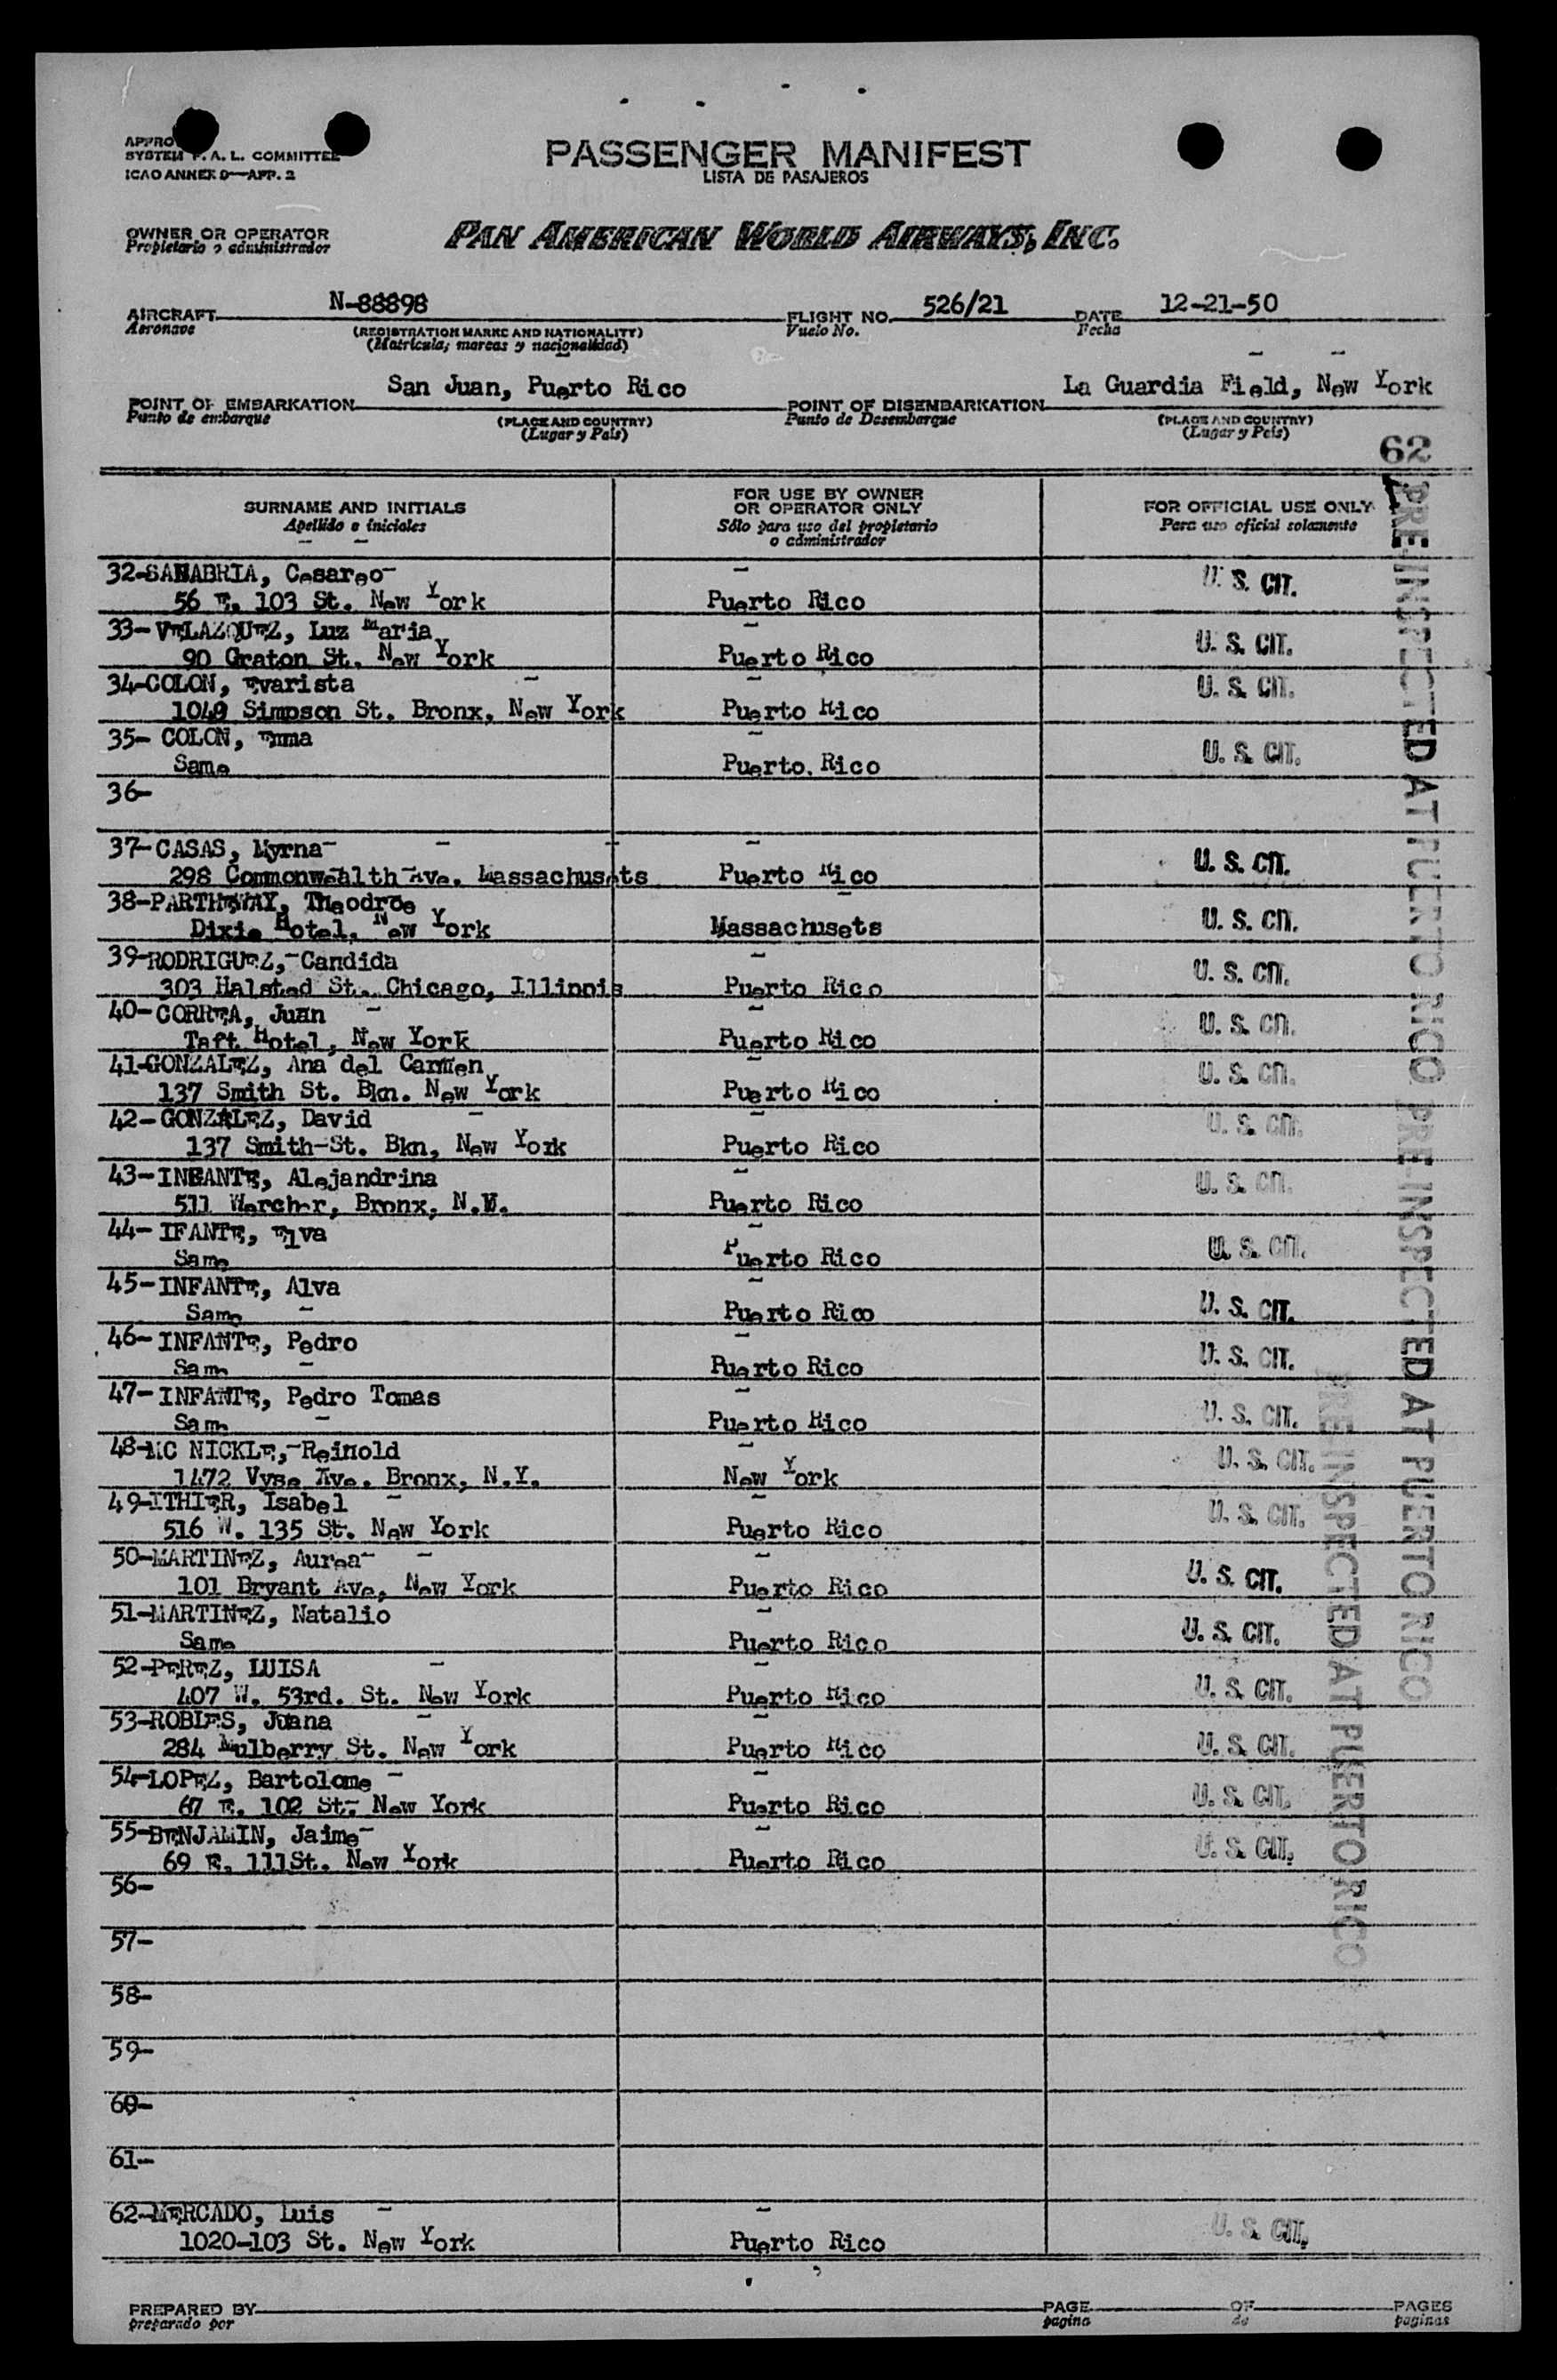 SYSTEM F. A. L. COMMITTEE
ICAO ANNEX 9—APP. 2
PASSENGER MANIFEST
LISTA DE PASAJEROS
OWNER OR OPERATOR
Propietario o administrador
PAN AMERICAN WORLD AIRWAYS, INC.
AIRCRAFT N-88898 FLIGHT NO. 526/21 DATE 12-21-50
Aeronave (REGISTRATION MARKS AND NATIONALITY) Vuelo No. Fecha
(Matricula; marcas y nacionalidad)
POINT OF EMBARKATION San Juan, Puerto Rico POINT OF DISEMBARKATION La Guardia Field, New York
Punto de embarque (PLACE AND COUNTRY) Punto de Desembarque (PLACE AND COUNTRY)
(Lugar y Pais) (Lugar y Pais)
62
SURNAME AND INITIALS FOR USE BY OWNER OR OPERATOR ONLY FOR OFFICIAL USE ONLY
Apellido e iniciales Sólo para uso del propietario o administrador Para uso oficial solamente
32-SANABRIA, Cesareo U. S. CIT.
56 E. 103 St. New York Puerto Rico
33-VELAZQUEZ, Luz Maria U. S. CIT.
90 Graton St. New York Puerto Rico
34-COLON, Evarista U. S. CIT.
1049 Simpson St. Bronx, New York Puerto Rico
35- COLON, Emma U. S. CIT.
Same Puerto. Rico
36-
37-CASAS, Myrna U. S. CIT.
298 Commonwealth Ave. Massachusets Puerto Rico
38-PARTHEWAY, Theodroe U. S. CIT.
Dixie Hotel, New York Massachusets
39-RODRIGUEZ, Candida U. S. CIT.
303 Halsted St. Chicago, Illinois Puerto Rico
40-CORREA, Juan U. S. CIT.
Taft Hotel, New York Puerto Rico
41-GONZALEZ, Ana del Carmen U. S. CIT.
137 Smith St. Bkn. New York Puerto Rico
42-GONZALEZ, David U. S. CIT.
137 Smith-St. Bkn, New York Puerto Rico
43-INFANTE, Alejandrina U. S. CIT.
511 Bronx, Puerto Rico
44- IFANTE, Elva U. S. CIT.
Same Puerto Rico
45-INFANTE, Alva U. S. CIT.
Same Puerto Rico
46-INFANTE, Pedro U. S. CIT.
Same Puerto Rico
47-INFANTE, Pedro Tomas U. S. CIT.
Same Puerto Rico
48-MC NICKLE, Reinold U. S. CIT.
1472 Vyse Ave. Bronx, N.Y. New York
49-ITHIER, Isabel U. S. CIT.
516 W. 135 St. New York Puerto Rico
50-MARTINEZ, Aurea U. S. CIT.
101 Bryant Ave, New York Puerto Rico
51-MARTINEZ, Natalio U. S. CIT.
Same Puerto Rico
52-PEREZ, LUISA U. S. CIT.
407 W. 53rd. St. New York Puerto Rico
53-ROBLES, Juana U. S. CIT.
284 Mulberry St. New York Puerto Rico
54-LOPEZ, Bartolome U. S. CIT.
67 E. 102 St. New York Puerto Rico
55-BENJAMIN, Jaime U. S. CIT.
69 E. 111St. New York Puerto Rico
56-
57-
58-
59-
60-
61-
62-MERCADO, Luis U. S. CIT.
1020-103 St. New York Puerto Rico
PRE-INSPECTED AT PUERTO RICO
PRE-INSPECTED AT PUERTO RICO
PRE-INSPECTED AT PUERTO RICO
PREPARED BY PAGE OF PAGES
preparado por pagina de paginas